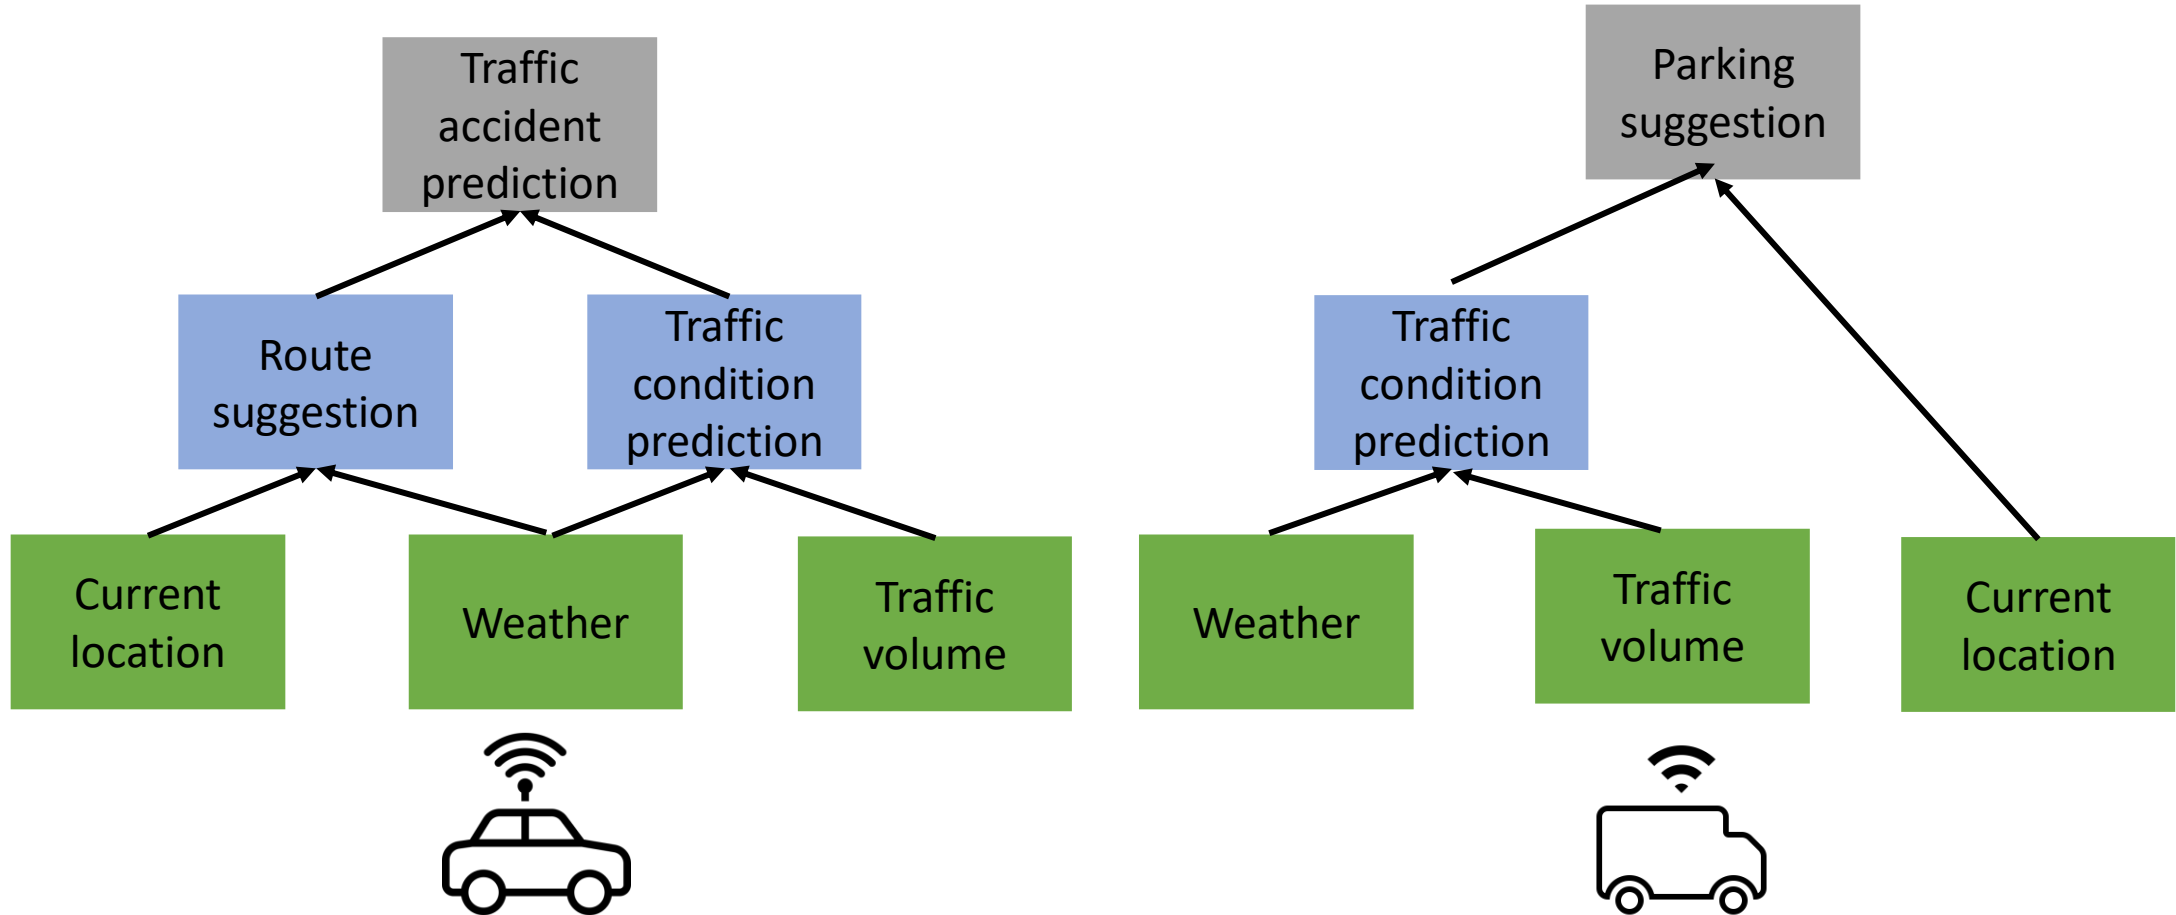 Traffic
accident
prediction
Parking
suggestion
Route
suggestion
Traffic
condition
prediction
Traffic
condition
prediction
Current
location
Weather
Traffic
volume
Weather
Traffic
volume
Current
location